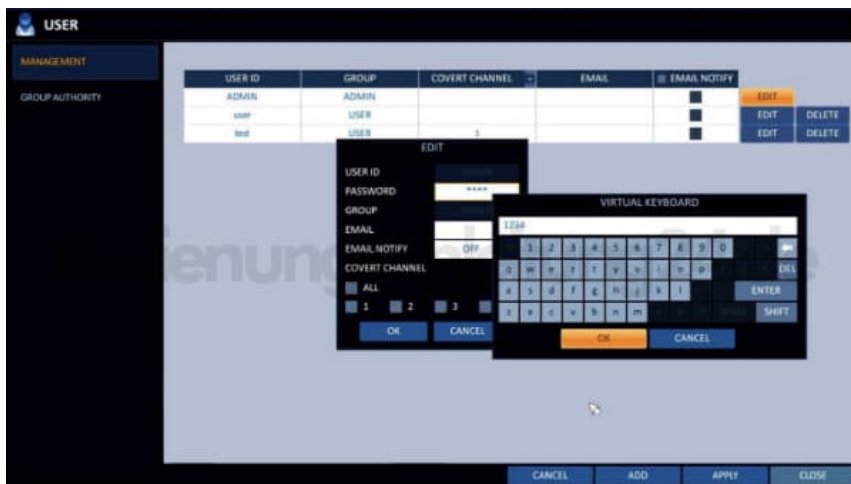 USER
MANAGEMENT
GROUP AUTHORITY
USER ID GROUP COVERT CHANNEL EMAIL EMAIL NOTIFY
ADMIN ADMIN EDIT
user USER EDIT DELETE
test USER 1 EDIT DELETE
EDIT
USER ID
PASSWORD ****
GROUP
EMAIL
EMAIL NOTIFY OFF
COVERT CHANNEL
ALL
1 2 3
OK CANCEL
VIRTUAL KEYBOARD
1234
1 2 3 4 5 6 7 8 9 0
q w e r t y u i o p DEL
a s d f g h j k l ENTER
z x c v b n m SHIFT
OK CANCEL
CANCEL ADD APPLY CLOSE